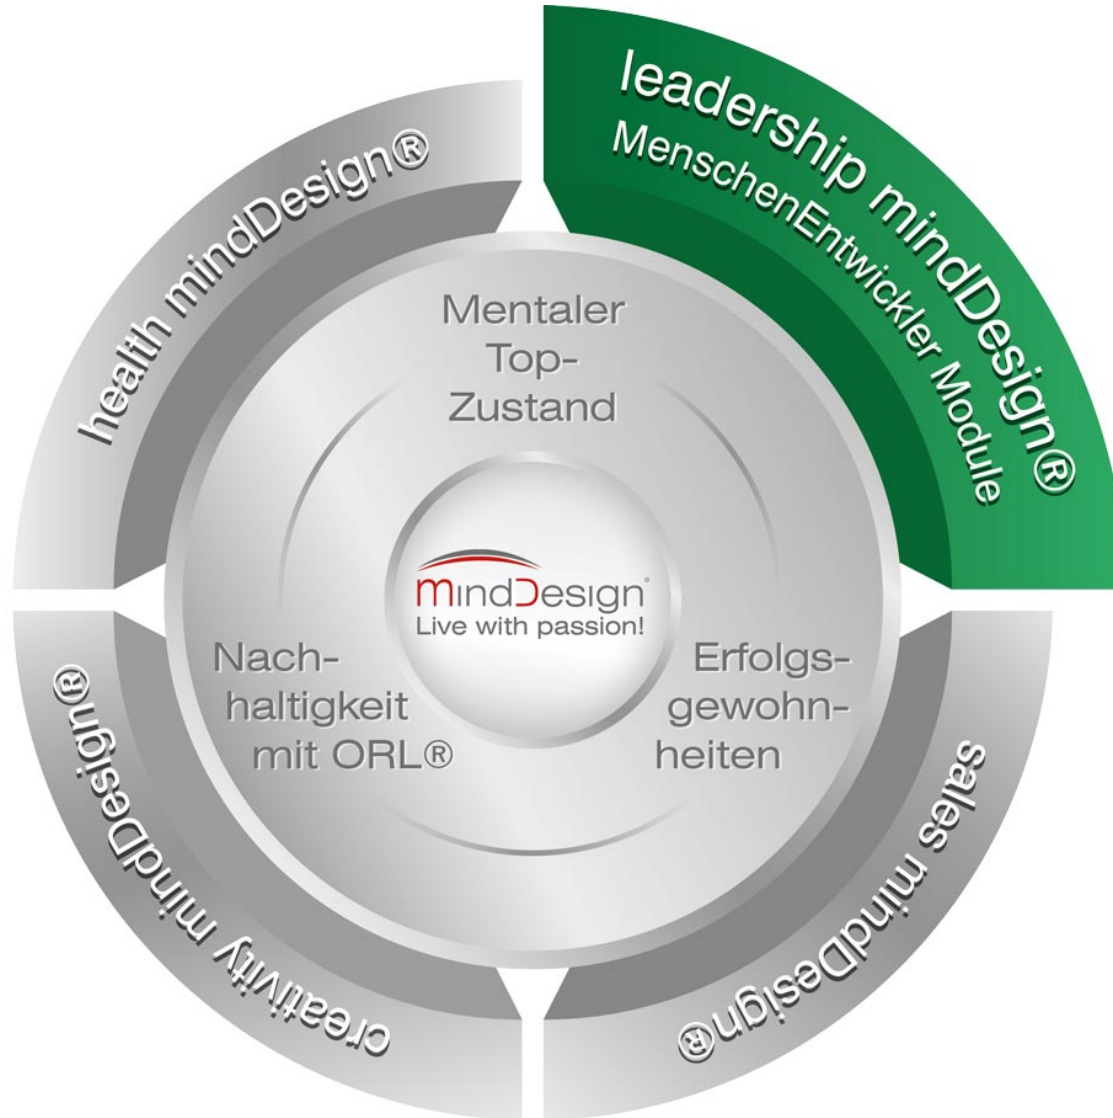 leadership mindDesign®
MenschenEntwickler Module
health mindDesign®
Mentaler
Top-
Zustand
mindDesign®
Live with passion!
Nach-
haltigkeit
mit ORL®
Erfolgs-
gewohn-
heiten
creativity mindDesign®
sales mindDesign®